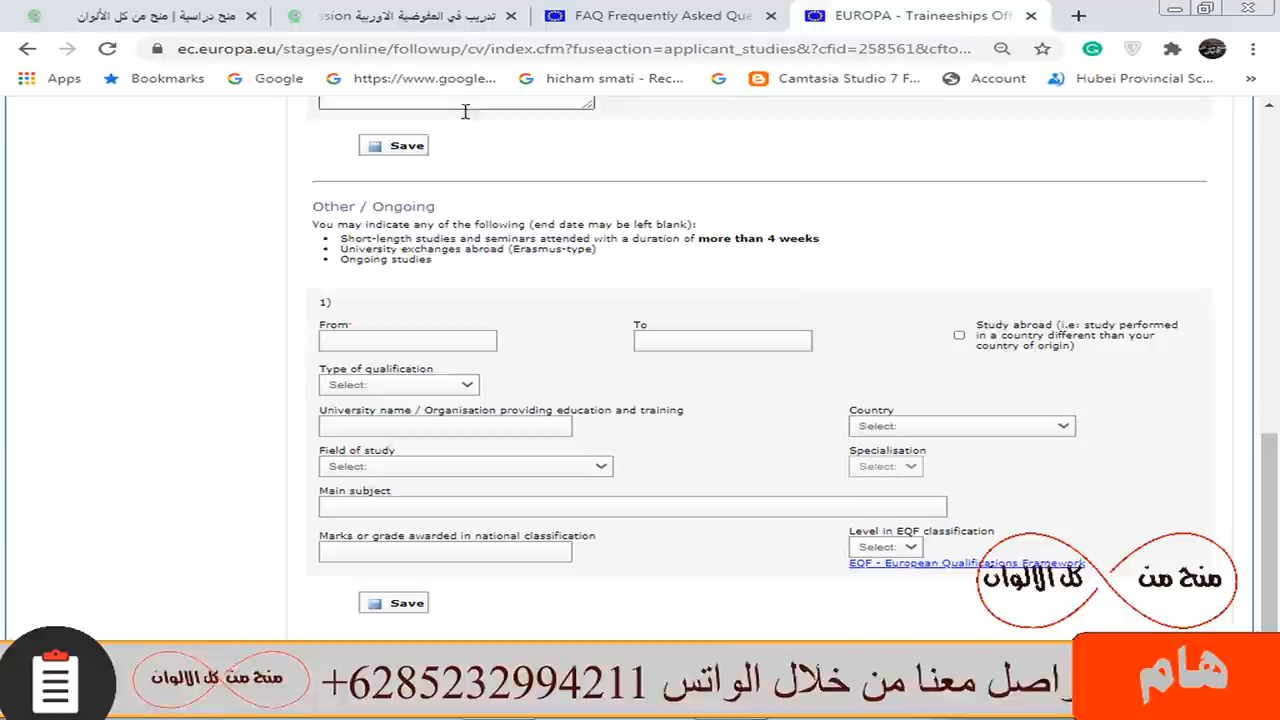 منح دراسية | منح من كل الألوان
تدريب في المفوضية الاوربية ssion
FAQ Frequently Asked Que
EUROPA - Traineeships Off
ec.europa.eu/stages/online/followup/cv/index.cfm?fuseaction=applicant_studies&?cfid=258561&cfto...
Apps
Bookmarks
Google
https://www.google...
hicham smati - Rec...
Camtasia Studio 7 F...
Account
Hubei Provincial Sc...
»
Save
Other / Ongoing
You may indicate any of the following (end date may be left blank):
• Short-length studies and seminars attended with a duration of more than 4 weeks
• University exchanges abroad (Erasmus-type)
• Ongoing studies
1)
From*
To
Study abroad (i.e: study performed
in a country different than your
country of origin)
Type of qualification
Select:
University name / Organisation providing education and training
Country
Select:
Field of study
Specialisation
Select:
Select:
Main subject
Marks or grade awarded in national classification
Level in EQF classification
Select:
EQF - European Qualifications Framework
منح من كل الالوان
Save
منح من كل الالوان
اصل معنا من خلال الواتس 6285232994211+
هام